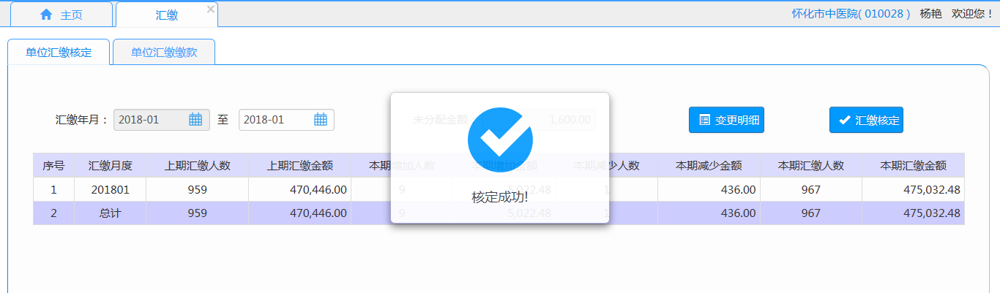 主页 汇缴 怀化市中医院( 010028 ) 杨艳 欢迎您!
单位汇缴核定 单位汇缴缴款
汇缴年月: 2018-01 至 2018-01 未分配金额: 1,600.00 变更明细 汇缴核定
序号 汇缴月度 上期汇缴人数 上期汇缴金额 本期增加人数 本期增加金额 本期减少人数 本期减少金额 本期汇缴人数 本期汇缴金额
1 201801 959 470,446.00 9 5,022.48 1 436.00 967 475,032.48
2 总计 959 470,446.00 9 5,022.48 1 436.00 967 475,032.48
核定成功!